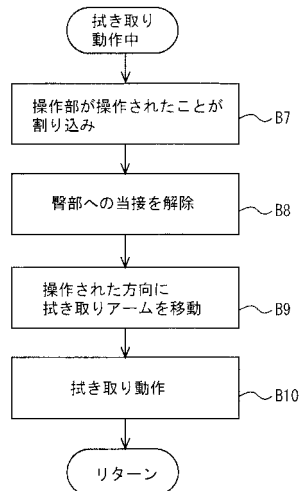 拭き取り
動作中
操作部が操作されたことが
割り込み
B7
臀部への当接を解除
B8
操作された方向に
拭き取りアームを移動
B9
拭き取り動作
B10
リターン